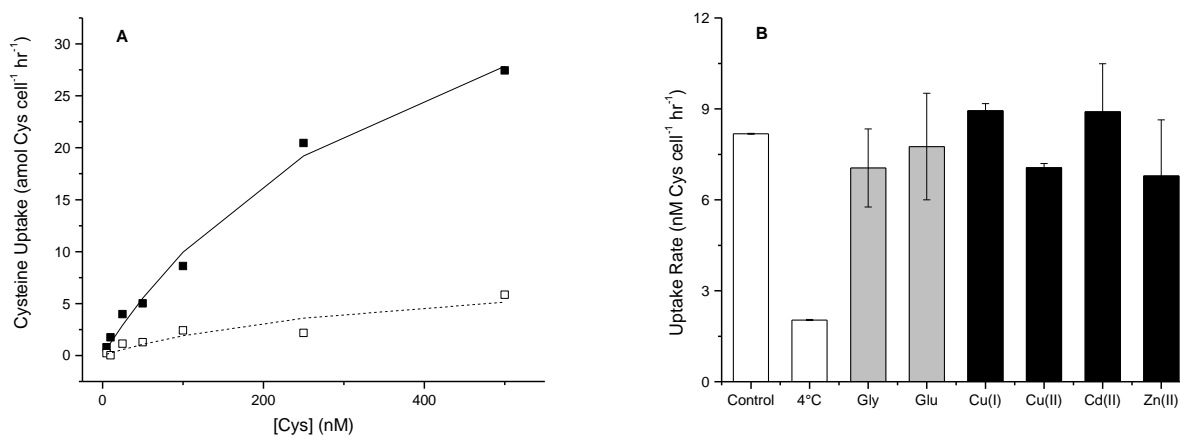 A
Cysteine Uptake (amol Cys cell⁻¹ hr⁻¹)
30
25
20
15
10
5
0
0 200 400
[Cys] (nM)
B
Uptake Rate (nM Cys cell⁻¹ hr⁻¹)
12
9
6
3
0
Control 4°C Gly Glu Cu(I) Cu(II) Cd(II) Zn(II)